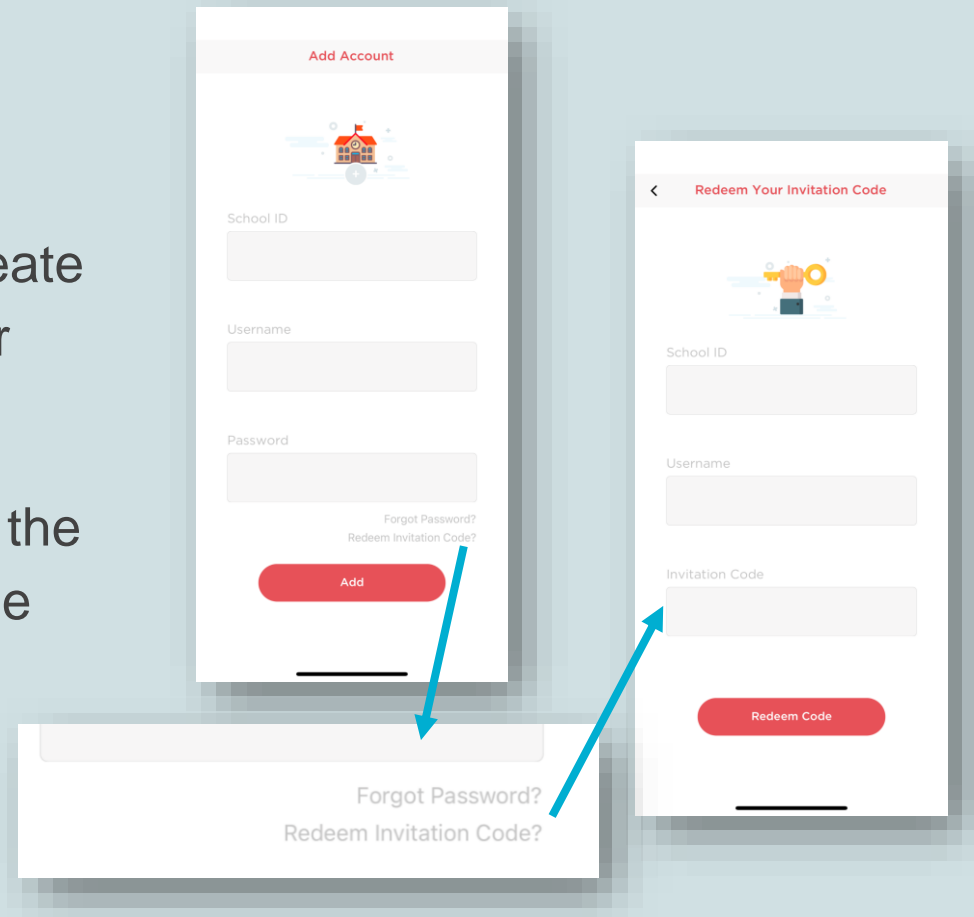 eate
r
the
e
Add Account
School ID
Username
Password
Forgot Password?
Redeem Invitation Code?
Add
Forgot Password?
Redeem Invitation Code?
Redeem Your Invitation Code
School ID
Username
Invitation Code
Redeem Code